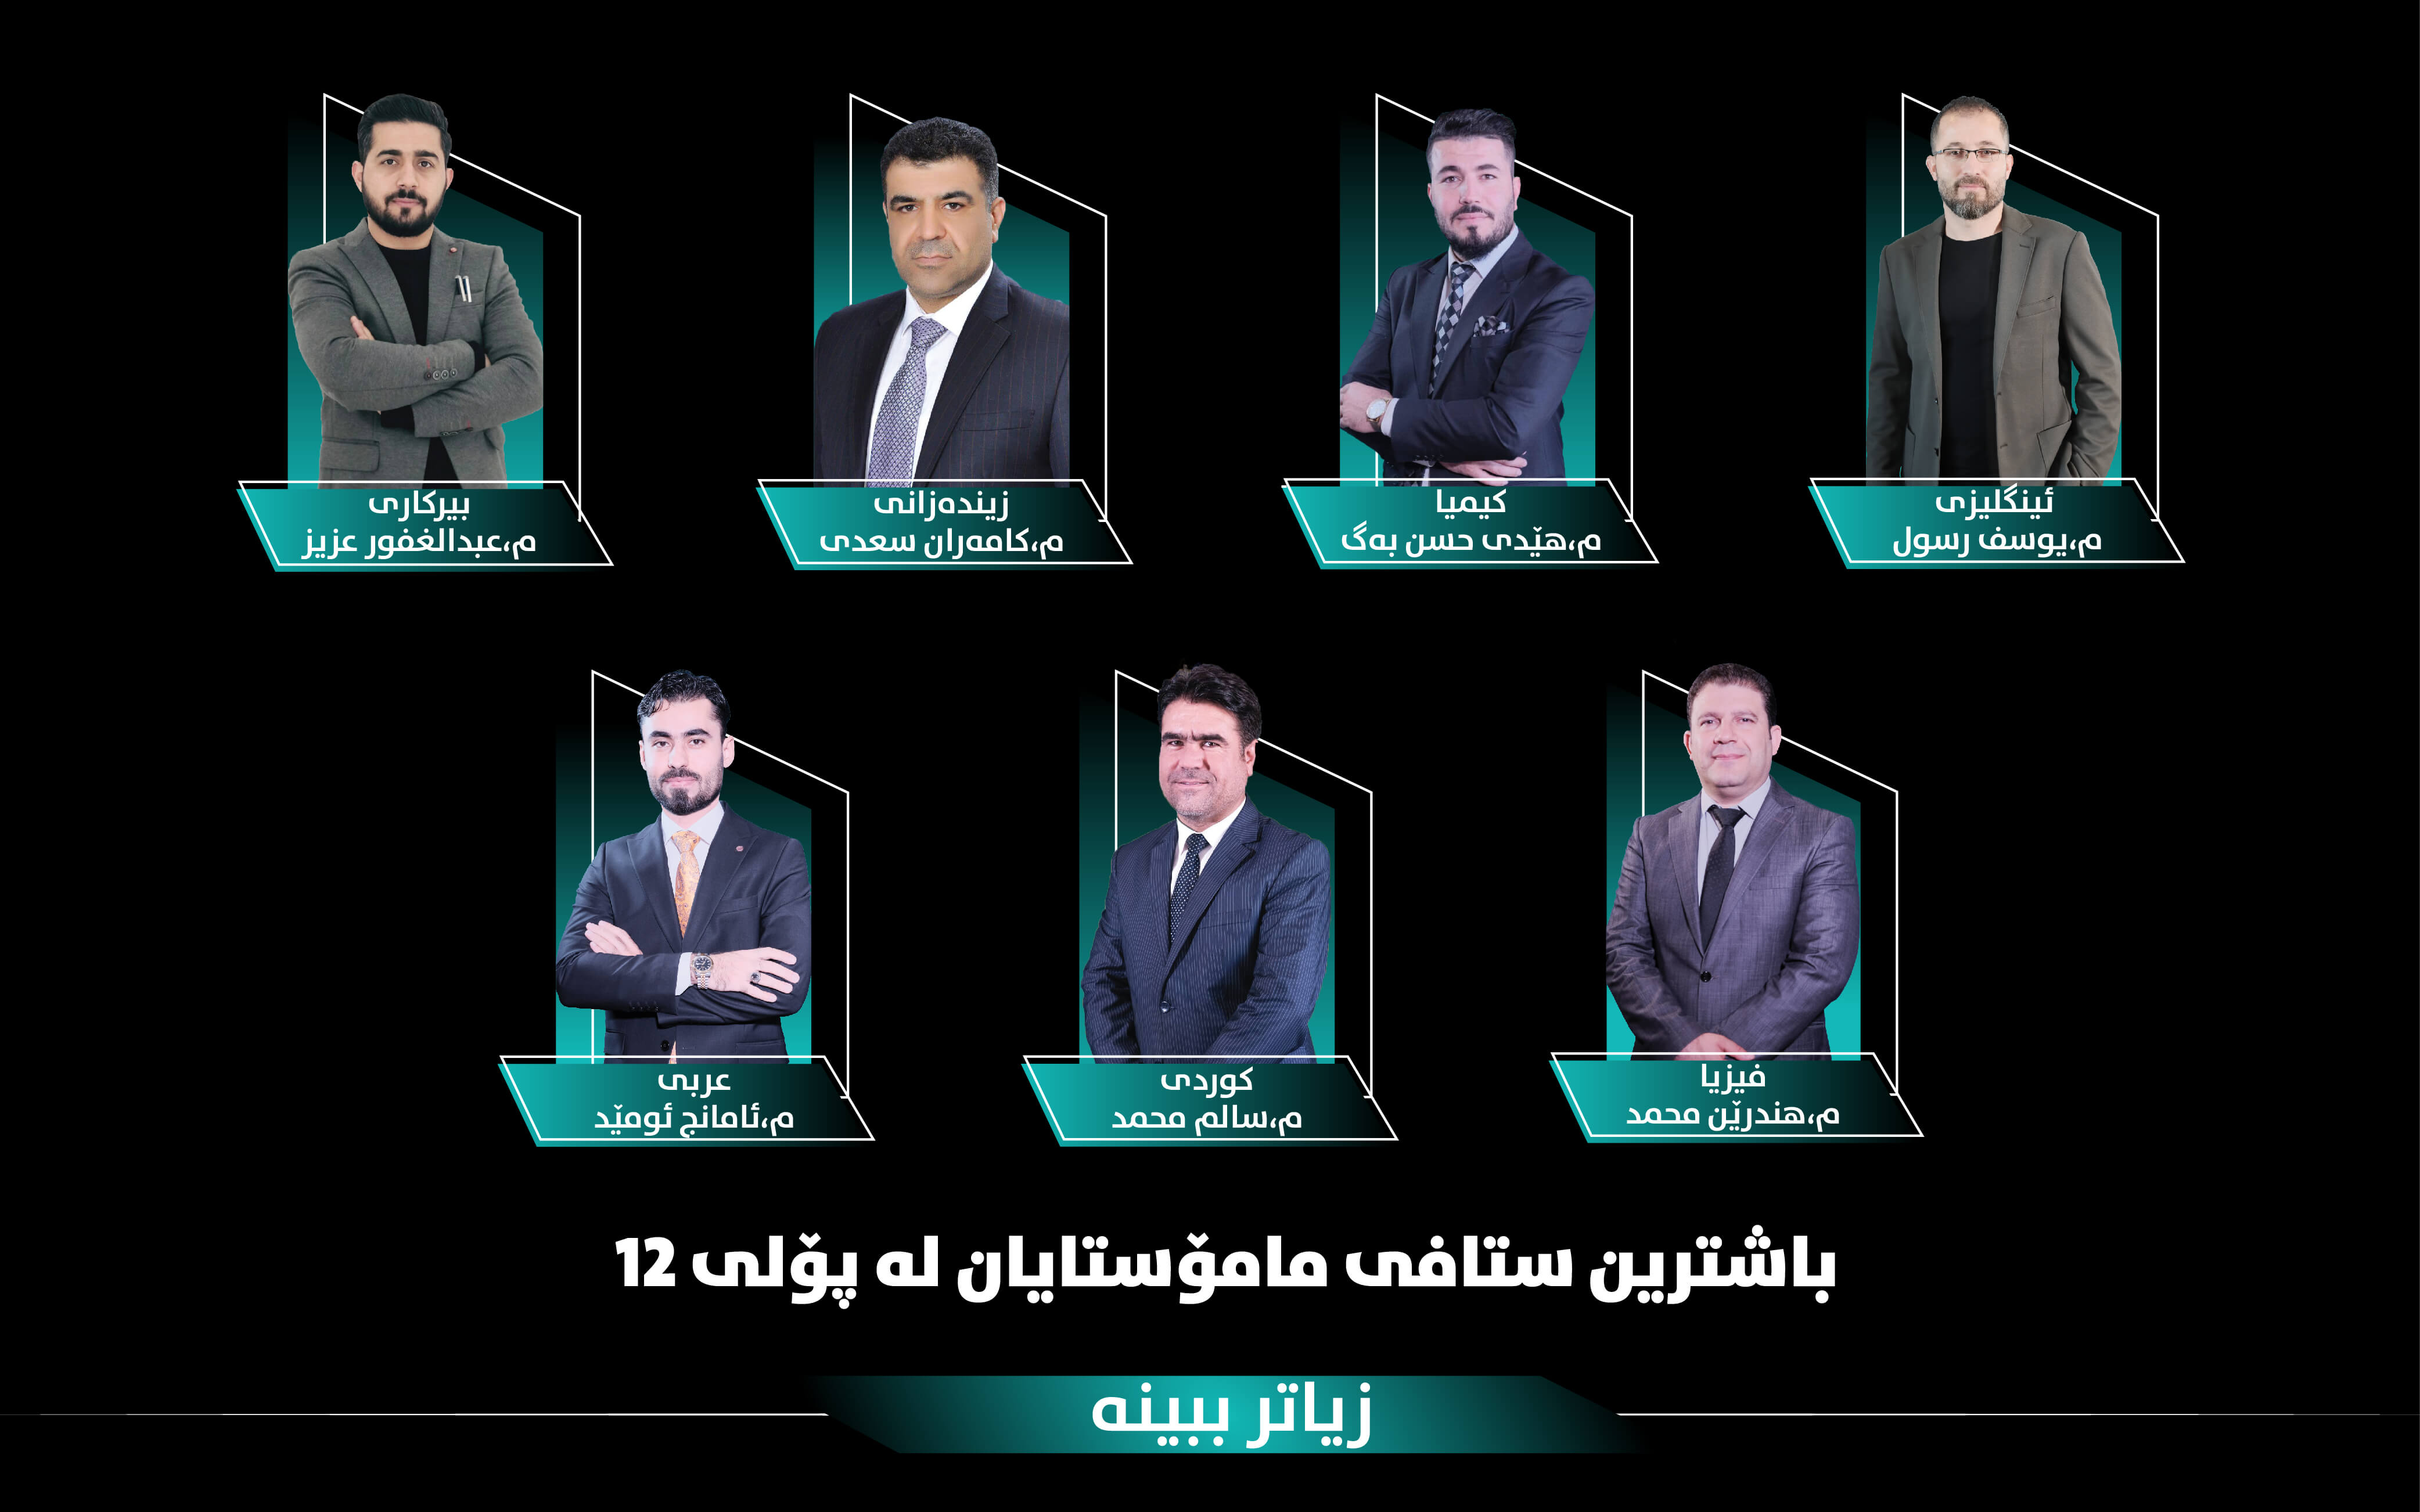 ئینگلیزی
م،یوسف رسول
کیمیا
م،هێدی حسن بەگ
زیندەزانی
م،کامەران سعدی
بیرکاری
م،عبدالغفور عزیز
فیزیا
م،هندرێن محمد
کوردی
م،سالم محمد
عربی
م،ئامانج ئومێد
باشترین ستافی مامۆستایان لە پۆلی 12
زیاتر ببینە